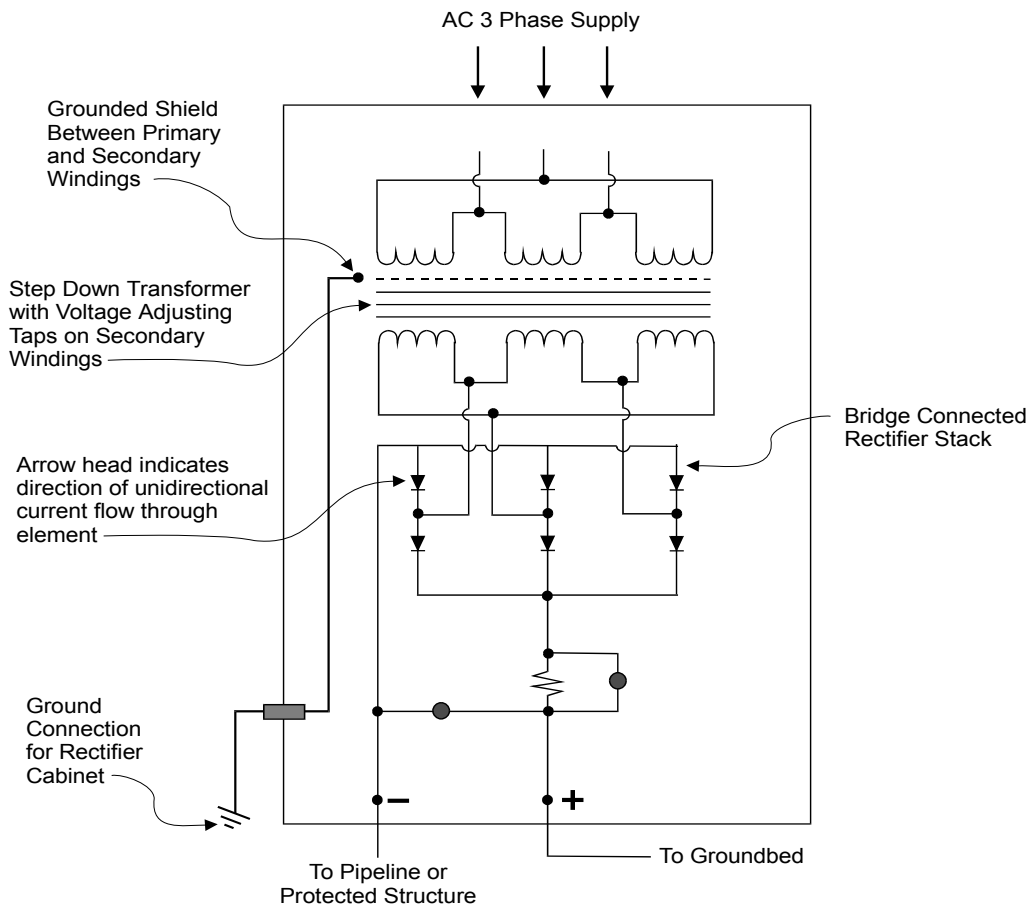 AC 3 Phase Supply
Grounded Shield
Between Primary
and Secondary
Windings
Step Down Transformer
with Voltage Adjusting
Taps on Secondary
Windings
Bridge Connected
Rectifier Stack
Arrow head indicates
direction of unidirectional
current flow through
element
Ground
Connection
for Rectifier
Cabinet
− +
To Groundbed
To Pipeline or
Protected Structure